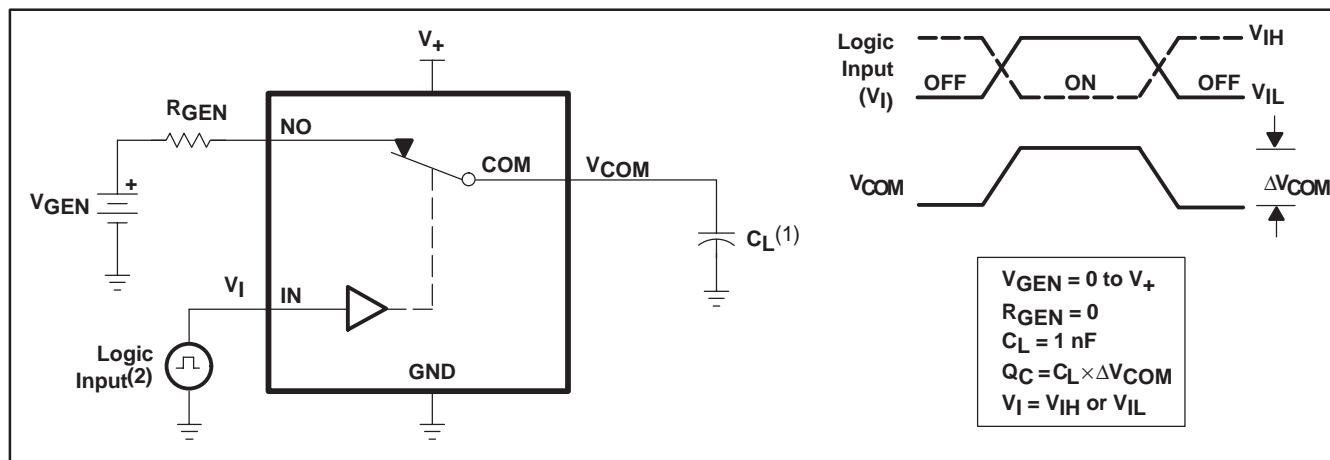 V+
RGEN
NO
COM
VCOM
VGEN
+
CL(1)
VI
IN
Logic
Input(2)
GND
Logic
Input
(VI)
OFF
ON
OFF
VIH
VIL
VCOM
ΔVCOM
VGEN = 0 to V+
RGEN = 0
CL = 1 nF
QC = CL × ΔVCOM
VI = VIH or VIL